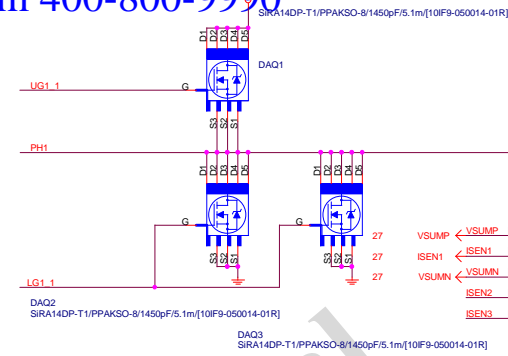 m 400-800-9990
SiRA14DP-T1/PPAKSO-8/1450pF/5.1m/[10IF9-050014-01R]
D1
D2
D3
D4
D5
DAQ1
UG1_1
G
S3
S2
S1
PH1
D1
D2
D3
D4
D5
D1
D2
D3
D4
D5
G
G
S3
S2
S1
S3
S2
S1
27 VSUMP VSUMP
27 ISEN1 ISEN1
27 VSUMN VSUMN
ISEN2
ISEN3
LG1_1
DAQ2
SiRA14DP-T1/PPAKSO-8/1450pF/5.1m/[10IF9-050014-01R]
DAQ3
SiRA14DP-T1/PPAKSO-8/1450pF/5.1m/[10IF9-050014-01R]